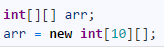 int[][] arr;
arr = new int[10][];